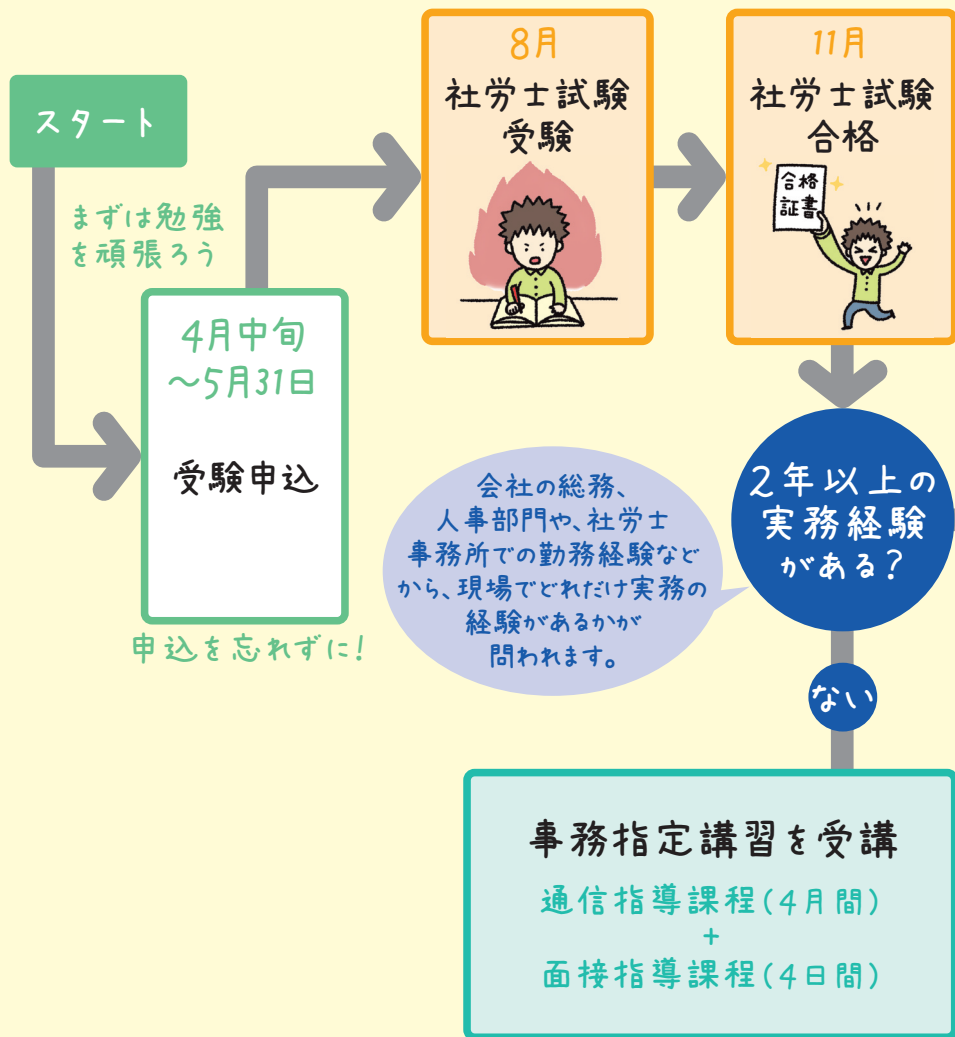 スタート
まずは勉強
を頑張ろう
4月中旬
～5月31日
受験申込
申込を忘れずに!
8月
社労士試験
受験
11月
社労士試験
合格
合格
証書
2年以上の
実務経験
がある?
会社の総務、
人事部門や、社労士
事務所での勤務経験など
から、現場でどれだけ実務の
経験があるかが
問われます。
ない
事務指定講習を受講
通信指導課程(4月間)
+
面接指導課程(4日間)